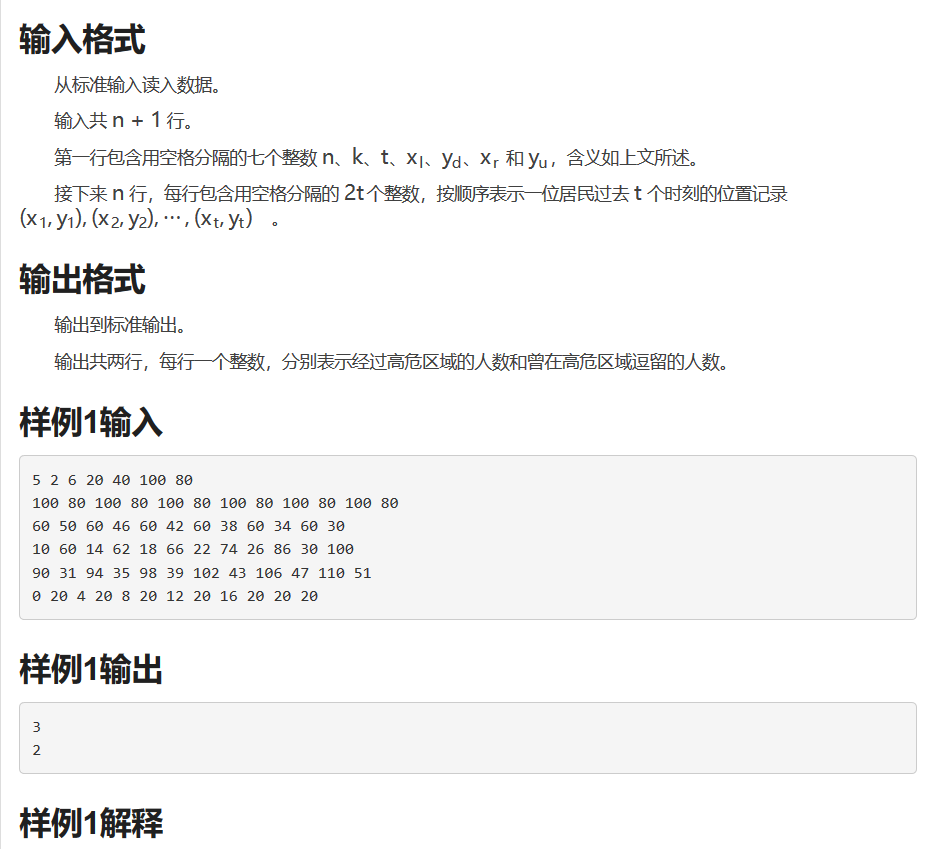 输入格式
从标准输入读入数据。
输入共 n + 1 行。
第一行包含用空格分隔的七个整数 n、k、t、xl、yd、xr 和 yu，含义如上文所述。
接下来 n 行，每行包含用空格分隔的 2t 个整数，按顺序表示一位居民过去 t 个时刻的位置记录
(x1, y1), (x2, y2), ⋯ , (xt, yt) 。
输出格式
输出到标准输出。
输出共两行，每行一个整数，分别表示经过高危区域的人数和曾在高危区域逗留的人数。
样例1输入
5 2 6 20 40 100 80
100 80 100 80 100 80 100 80 100 80 100 80
60 50 60 46 60 42 60 38 60 34 60 30
10 60 14 62 18 66 22 74 26 86 30 100
90 31 94 35 98 39 102 43 106 47 110 51
0 20 4 20 8 20 12 20 16 20 20 20
样例1输出
3
2
样例1解释